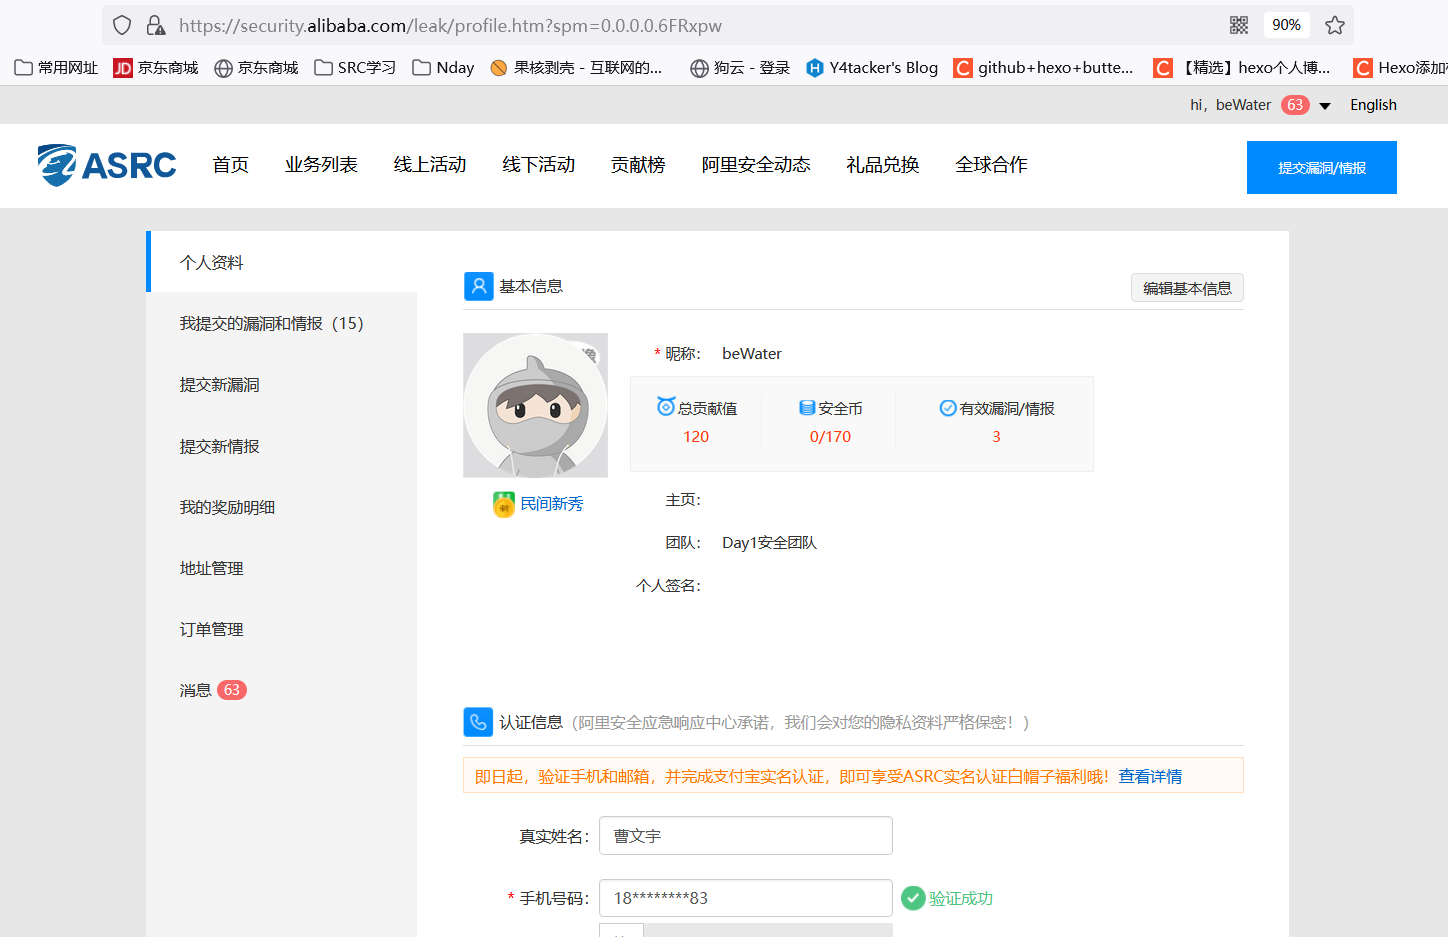 https://security.alibaba.com/leak/profile.htm?spm=0.0.0.0.6FRxpw 90%
常用网址 JD 京东商城 京东商城 SRC学习 Nday 果核剥壳 - 互联网的... 狗云 - 登录 H Y4tacker's Blog C github+hexo+butte... C 【精选】hexo个人博... C Hexo添加
hi，beWater 63 English
ASRC 首页 业务列表 线上活动 线下活动 贡献榜 阿里安全动态 礼品兑换 全球合作 提交漏洞/情报
个人资料
我提交的漏洞和情报（15）
提交新漏洞
提交新情报
我的奖励明细
地址管理
订单管理
消息 63
基本信息 编辑基本信息
* 昵称： beWater
总贡献值 安全币 有效漏洞/情报
120 0/170 3
民间新秀
主页：
团队： Day1安全团队
个人签名：
认证信息（阿里安全应急响应中心承诺，我们会对您的隐私资料严格保密！）
即日起，验证手机和邮箱，并完成支付宝实名认证，即可享受ASRC实名认证白帽子福利哦！查看详情
真实姓名： 曹文宇
* 手机号码： 18********83 验证成功